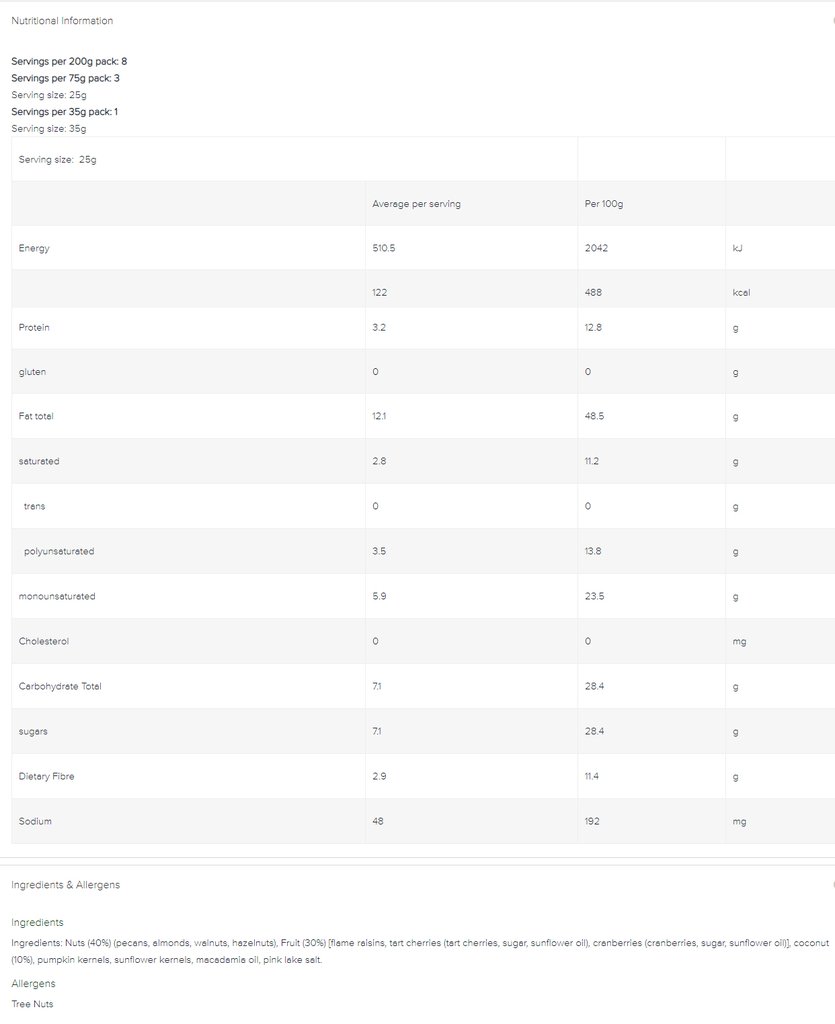 Nutritional Information
Servings per 200g pack: 8
Servings per 75g pack: 3
Serving size: 25g
Servings per 35g pack: 1
Serving size: 35g
Serving size: 25g
Average per serving Per 100g
Energy 510.5 2042 kJ
122 488 kcal
Protein 3.2 12.8 g
gluten 0 0 g
Fat total 12.1 48.5 g
saturated 2.8 11.2 g
trans 0 0 g
polyunsaturated 3.5 13.8 g
monounsaturated 5.9 23.5 g
Cholesterol 0 0 mg
Carbohydrate Total 7.1 28.4 g
sugars 7.1 28.4 g
Dietary Fibre 2.9 11.4 g
Sodium 48 192 mg
Ingredients & Allergens
Ingredients
Ingredients: Nuts (40%) (pecans, almonds, walnuts, hazelnuts), Fruit (30%) [flame raisins, tart cherries (tart cherries, sugar, sunflower oil), cranberries (cranberries, sugar, sunflower oil)], coconut
(10%), pumpkin kernels, sunflower kernels, macadamia oil, pink lake salt.
Allergens
Tree Nuts